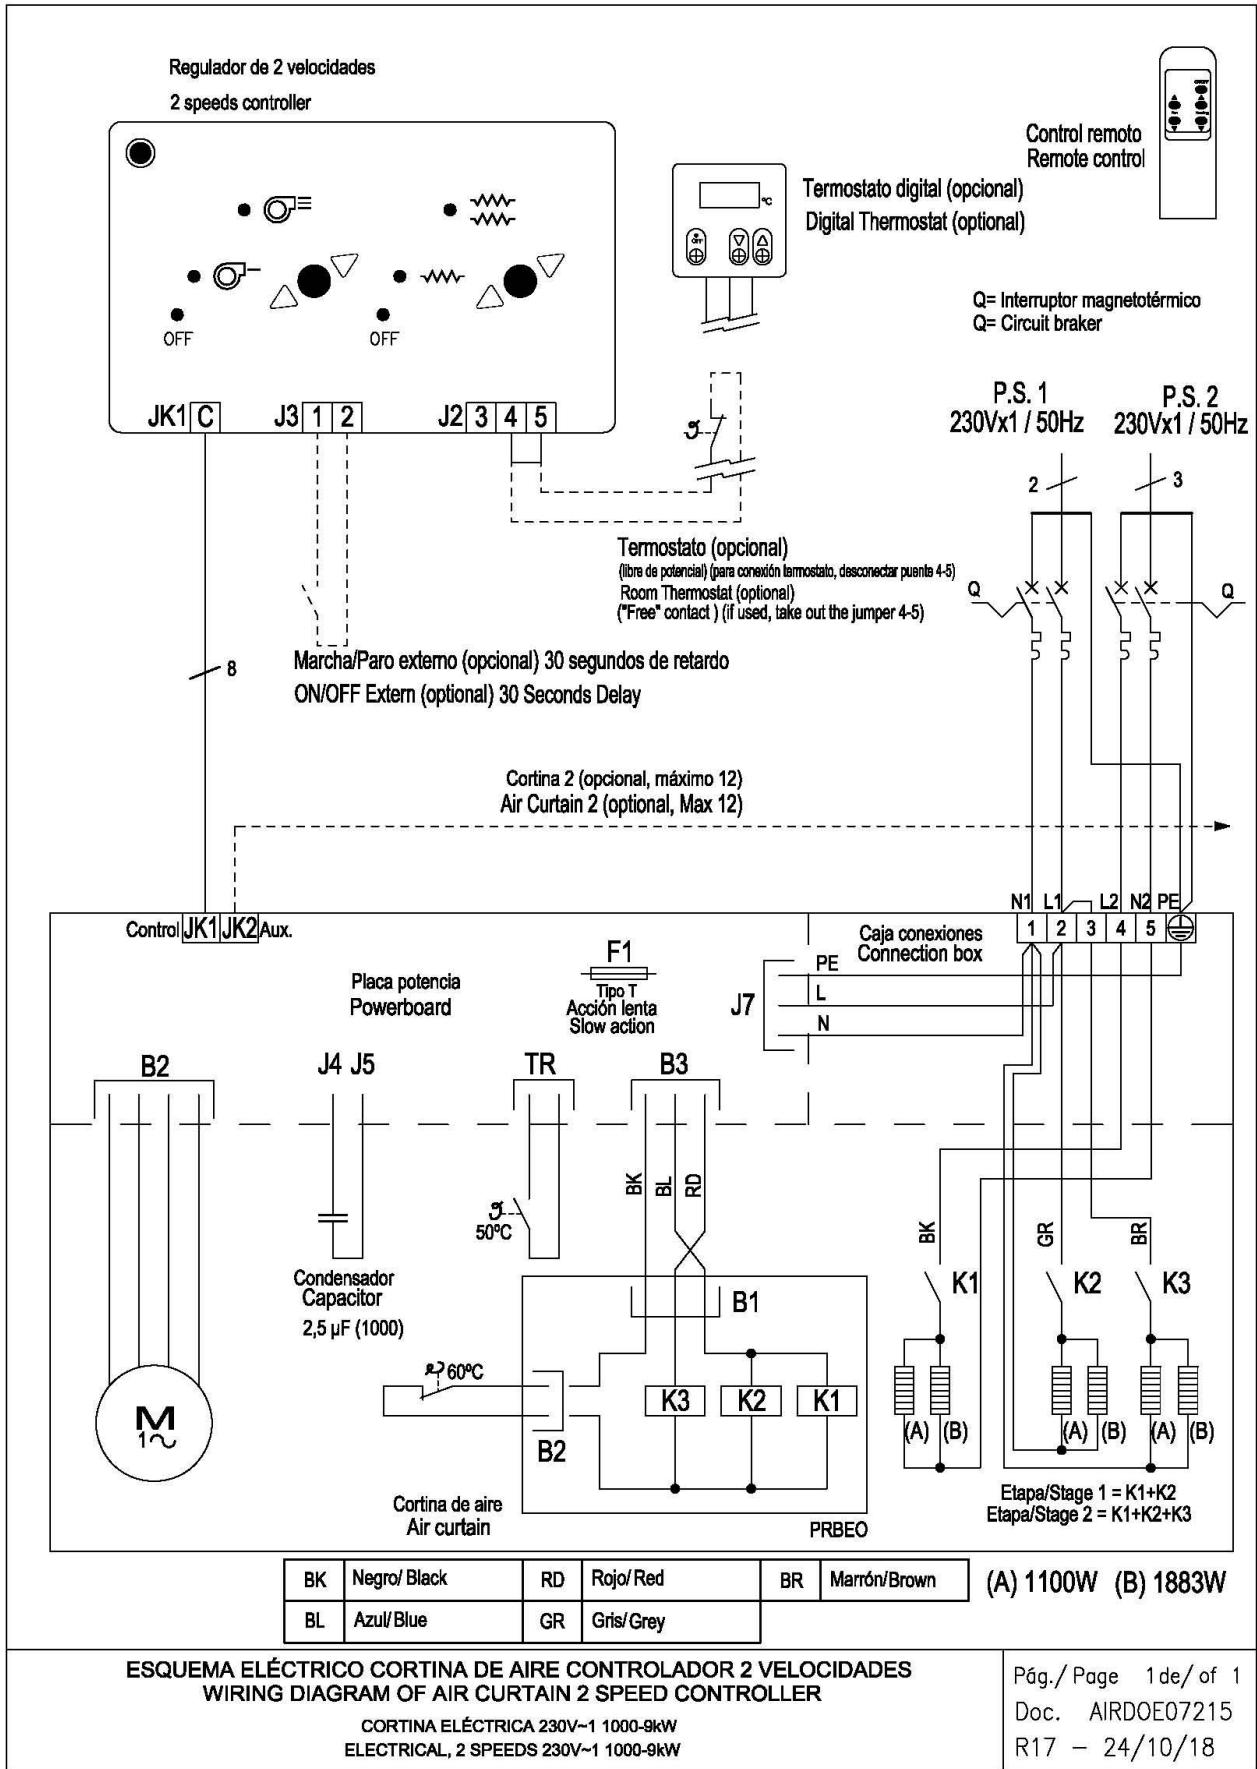 Regulador de 2 velocidades
2 speeds controller
Control remoto
Remote control
Termostato digital (opcional)
Digital Thermostat (optional)
ºC
OFF
OFF
OFF
Q= Interruptor magnetotérmico
Q= Circuit braker
P.S. 1
230Vx1 / 50Hz
P.S. 2
230Vx1 / 50Hz
JK1 C
J3 1 2
J2 3 4 5
2
3
Termostato (opcional)
(libre de potencial) (para conexión termostato, desconectar puente 4-5)
Room Thermostat (optional)
("Free" contact ) (if used, take out the jumper 4-5)
Q
Q
8
Marcha/Paro externo (opcional) 30 segundos de retardo
ON/OFF Extern (optional) 30 Seconds Delay
Cortina 2 (opcional, máximo 12)
Air Curtain 2 (optional, Max 12)
N1 L1 L2 N2 PE
Control JK1 JK2 Aux.
1 2 3 4 5
Caja conexiones
Connection box
Placa potencia
Powerboard
F1
Tipo T
Acción lenta
Slow action
J7
PE
L
N
B2
J4 J5
TR
B3
BK
BL
RD
50ºC
BK
GR
BR
Condensador
Capacitor
2,5 µF (1000)
B1
K1
K2
K3
60ºC
K3
K2
K1
B2
(A) (B)
(A) (B)
(A) (B)
Cortina de aire
Air curtain
PRBEO
Etapa/Stage 1 = K1+K2
Etapa/Stage 2 = K1+K2+K3
BK Negro/ Black RD Rojo/ Red BR Marrón/Brown
BL Azul/ Blue GR Gris/ Grey
(A) 1100W (B) 1883W
M
1~
ESQUEMA ELÉCTRICO CORTINA DE AIRE CONTROLADOR 2 VELOCIDADES
WIRING DIAGRAM OF AIR CURTAIN 2 SPEED CONTROLLER
CORTINA ELÉCTRICA 230V~1 1000-9kW
ELECTRICAL, 2 SPEEDS 230V~1 1000-9kW
Pág./ Page 1 de/ of 1
Doc. AIRDOE07215
R17 - 24/10/18